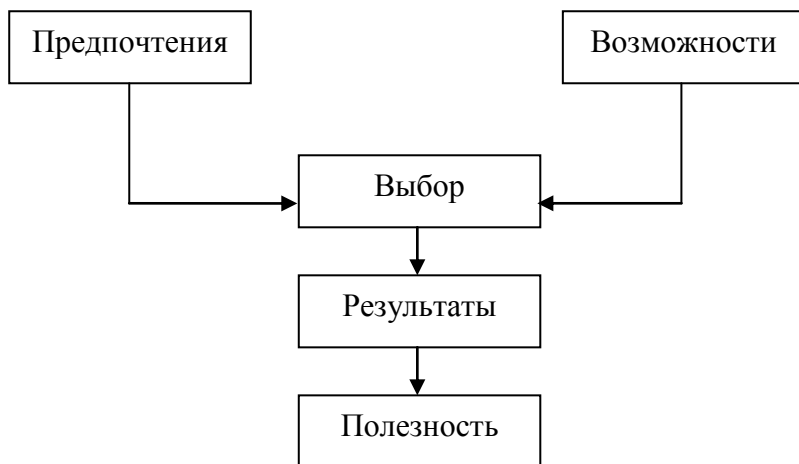 Предпочтения
Возможности
Выбор
Результаты
Полезность